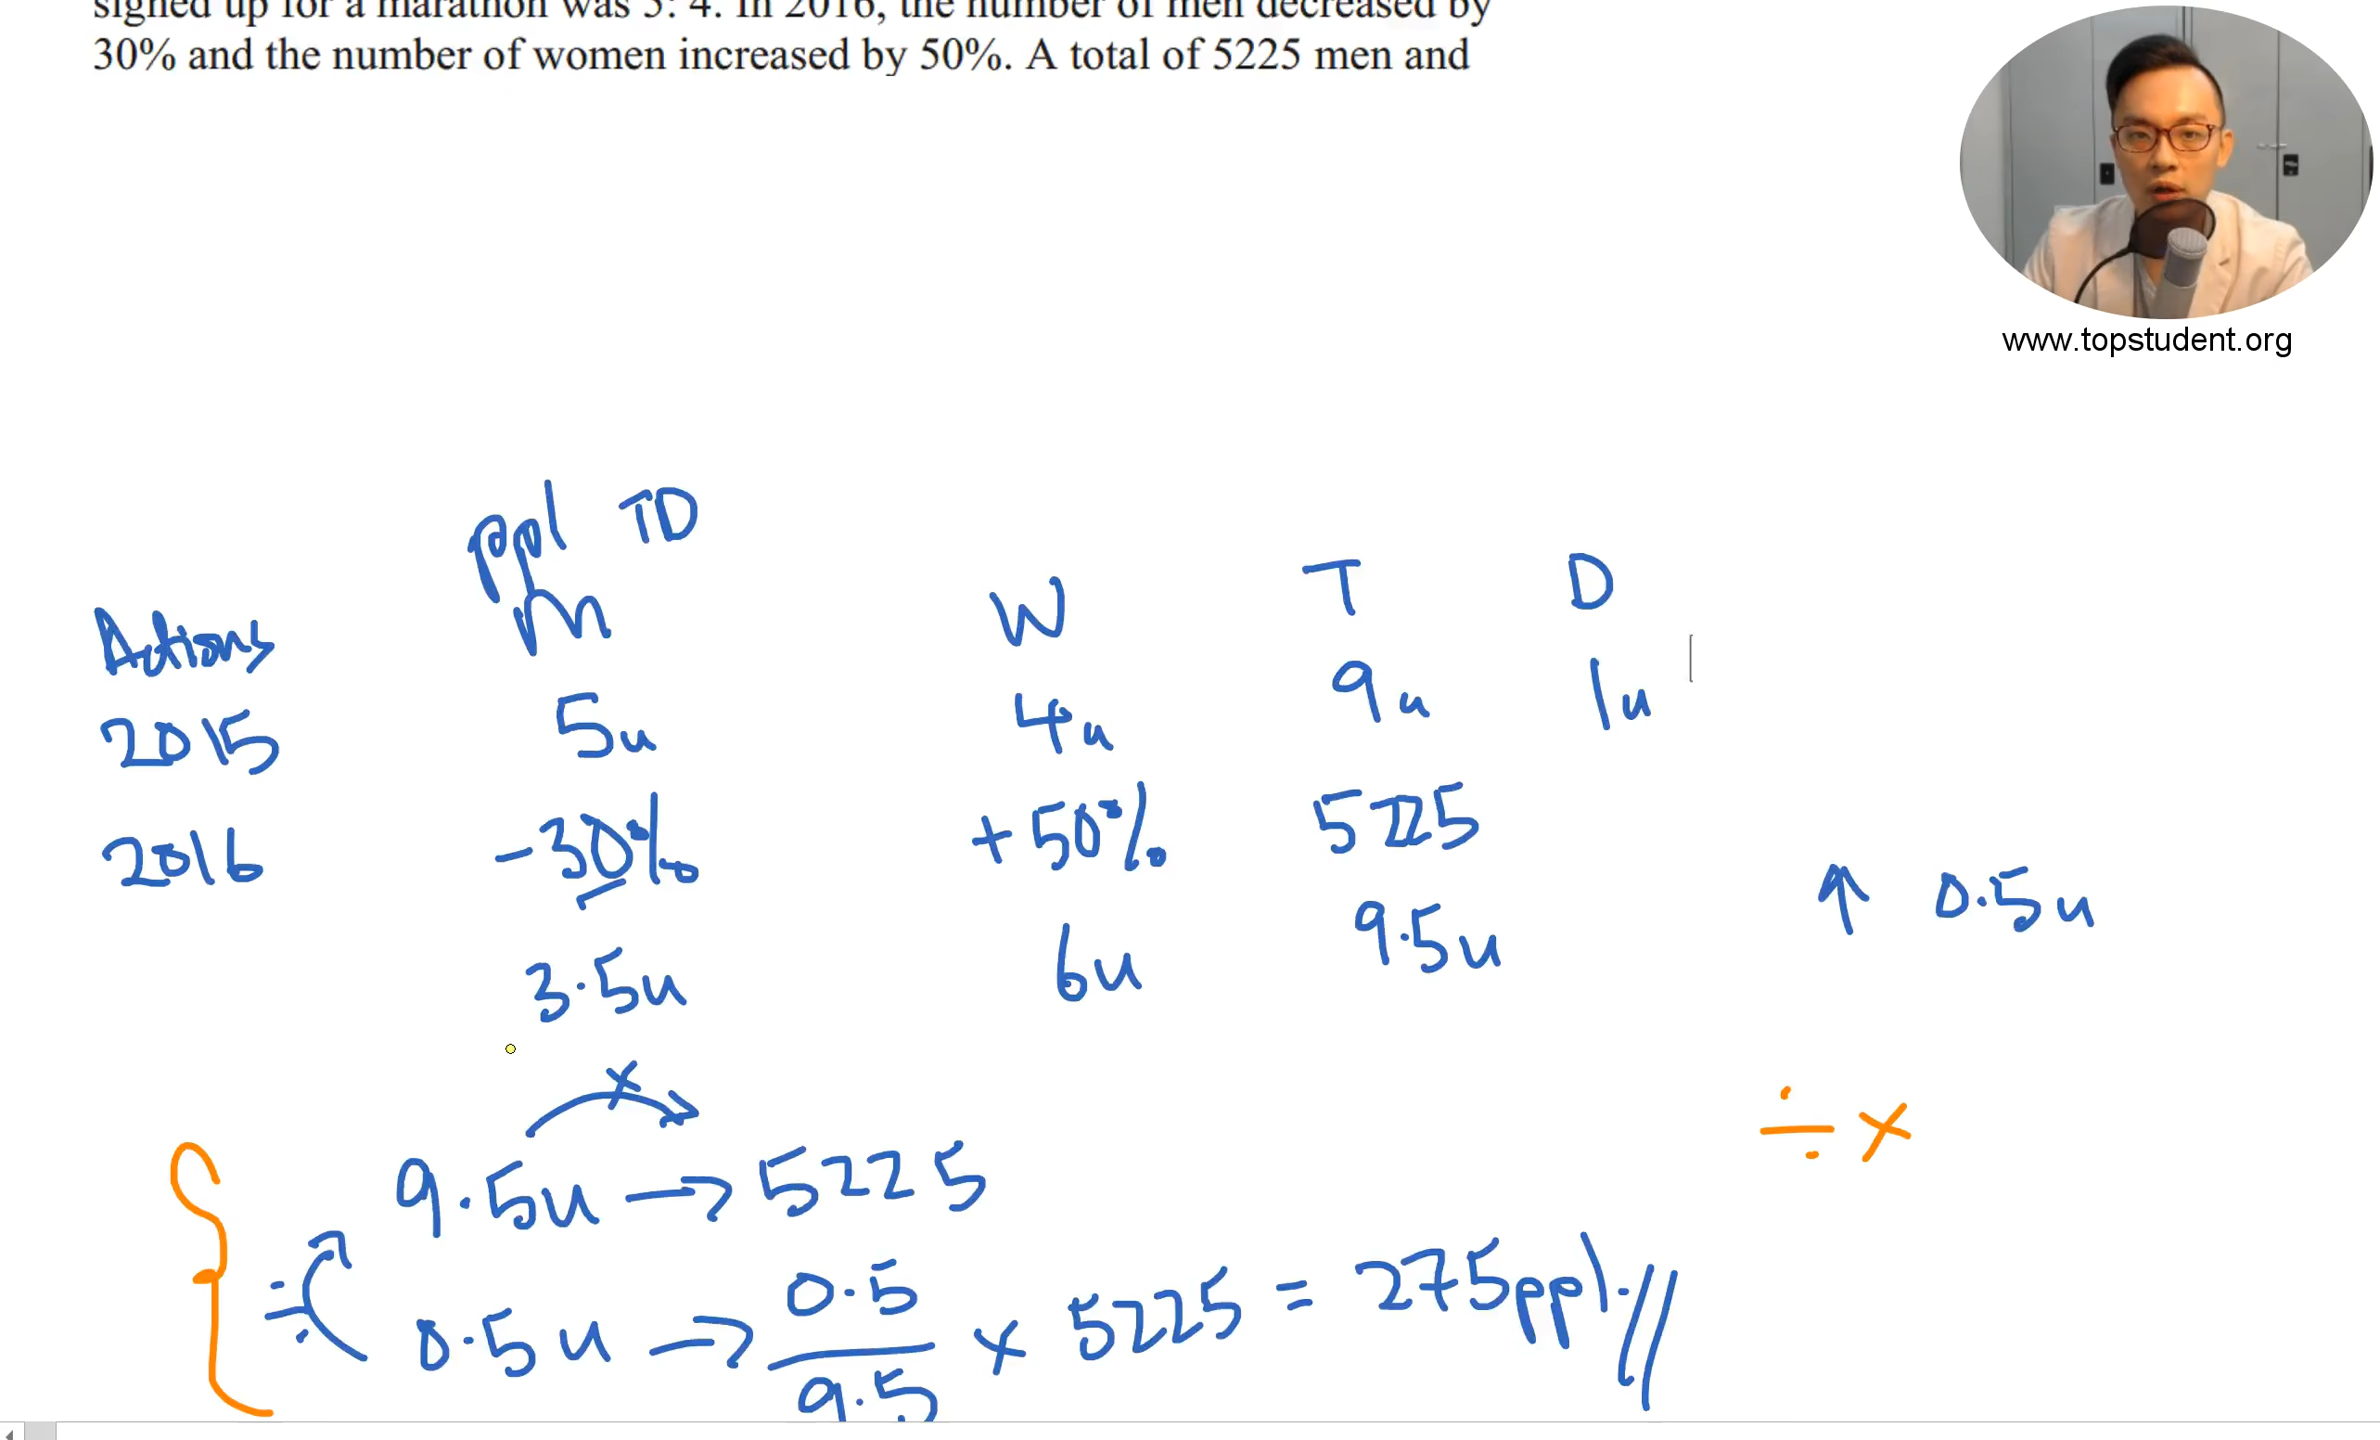 signed up for a marathon was 5: 4. In 2016, the number of men decreased by
30% and the number of women increased by 50%. A total of 5225 men and
www.topstudent.org
ppl TD
Actions M W T D
2015 5u 4u 9u 1u
2016 -30% +50% 5225
↑ 0.5u
3.5u 6u 9.5u
×
÷ ×
9.5u → 5225
÷ 0.5u → 0.5/9.5 × 5225 = 275ppl.//